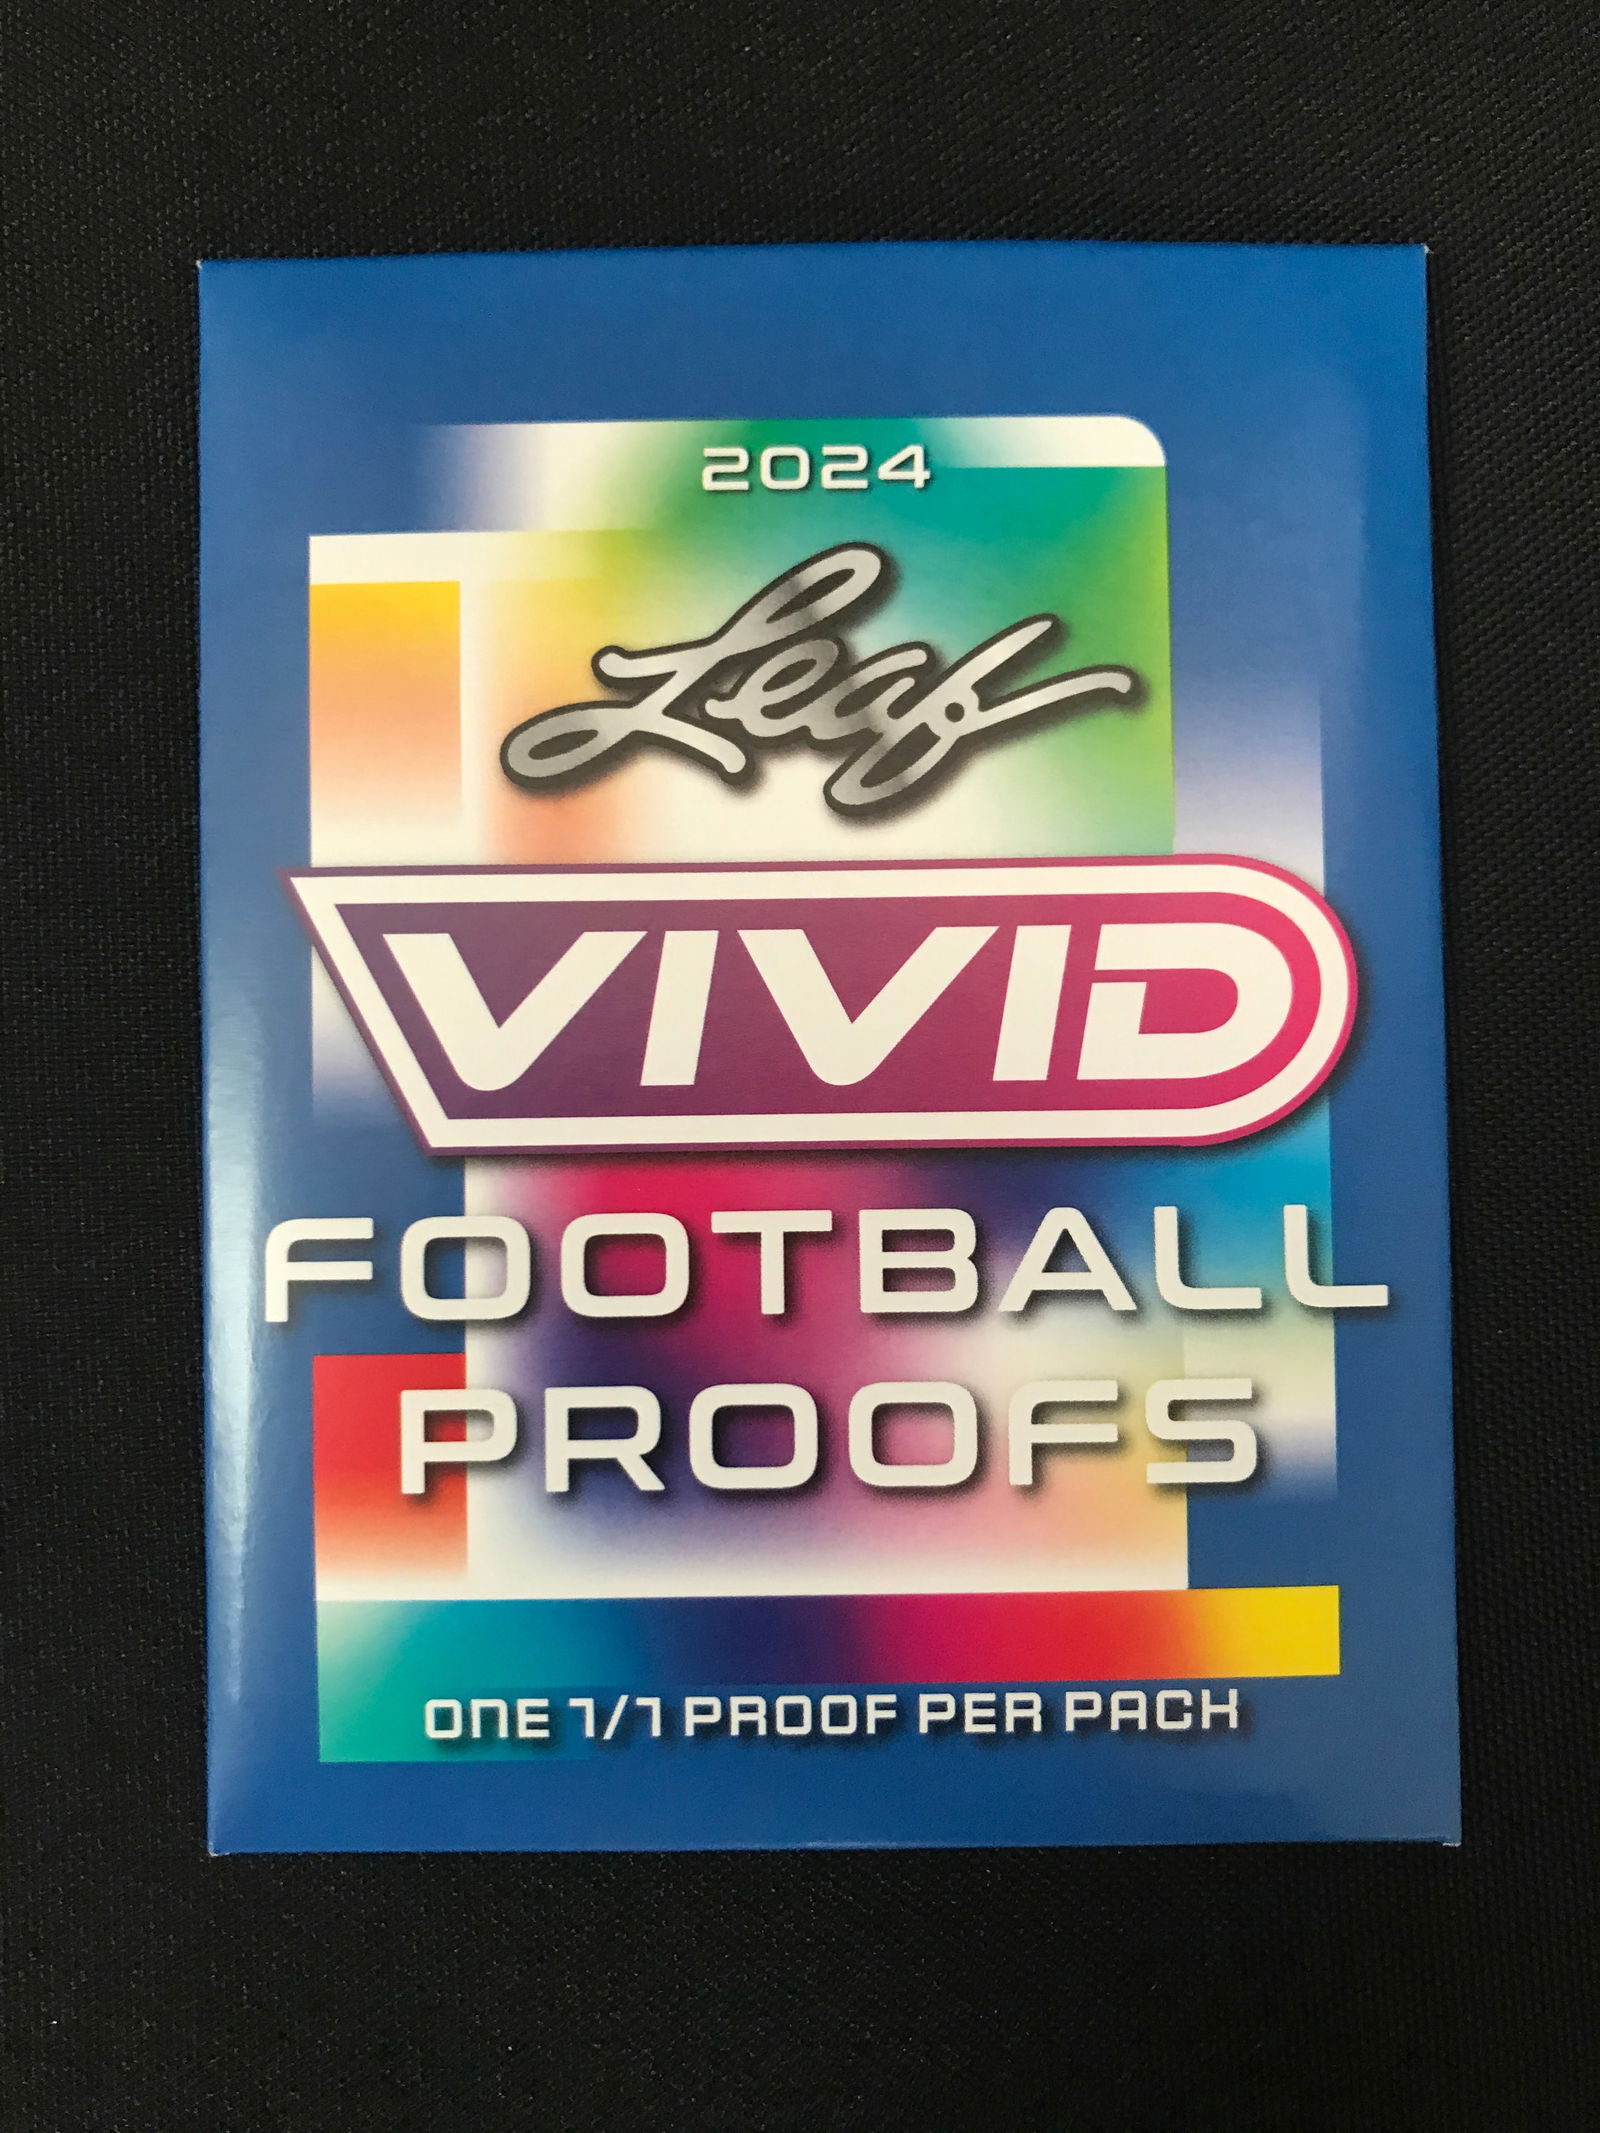 2024
Leaf
VIVID
FOOTBALL
PROOFS
ONE 1/1 PROOF PER PACK